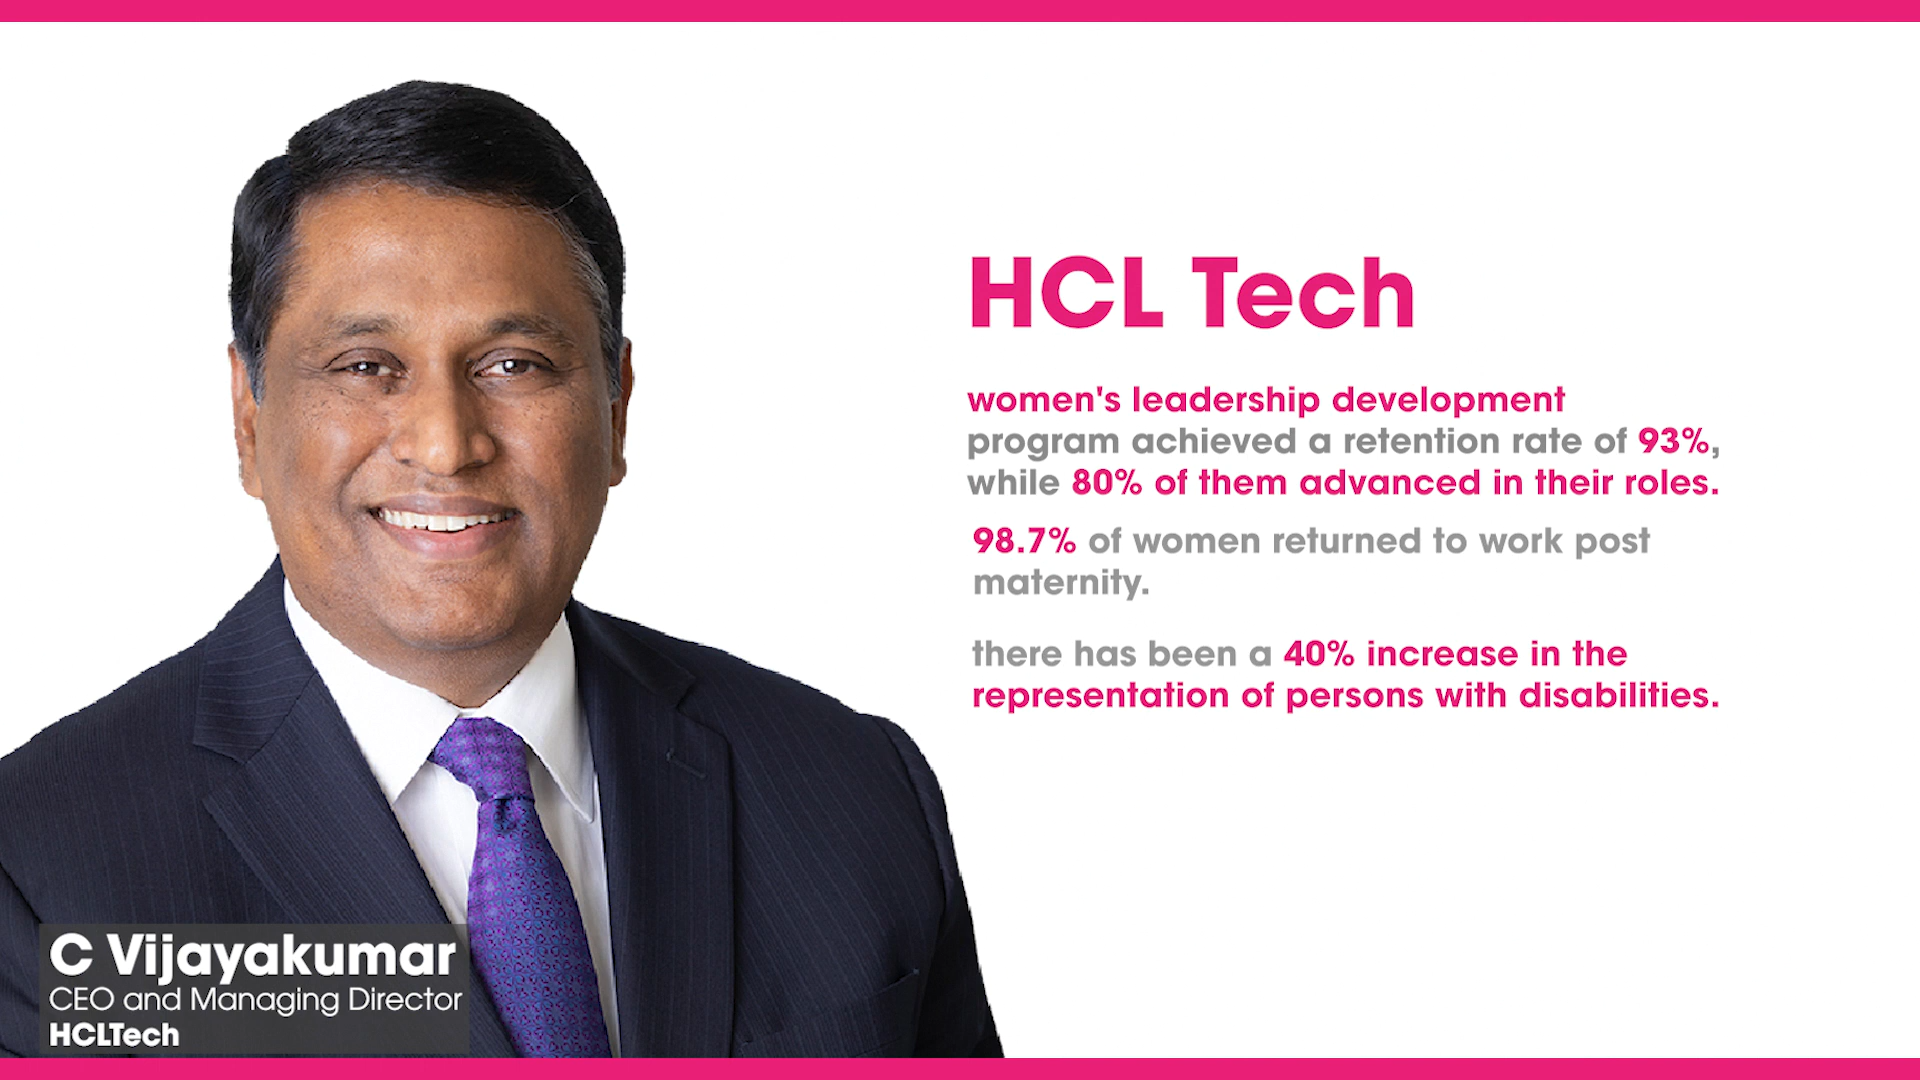 HCL Tech
women's leadership development
program achieved a retention rate of 93%,
while 80% of them advanced in their roles.
98.7% of women returned to work post
maternity.
there has been a 40% increase in the
representation of persons with disabilities.
C Vijayakumar
CEO and Managing Director
HCLTech